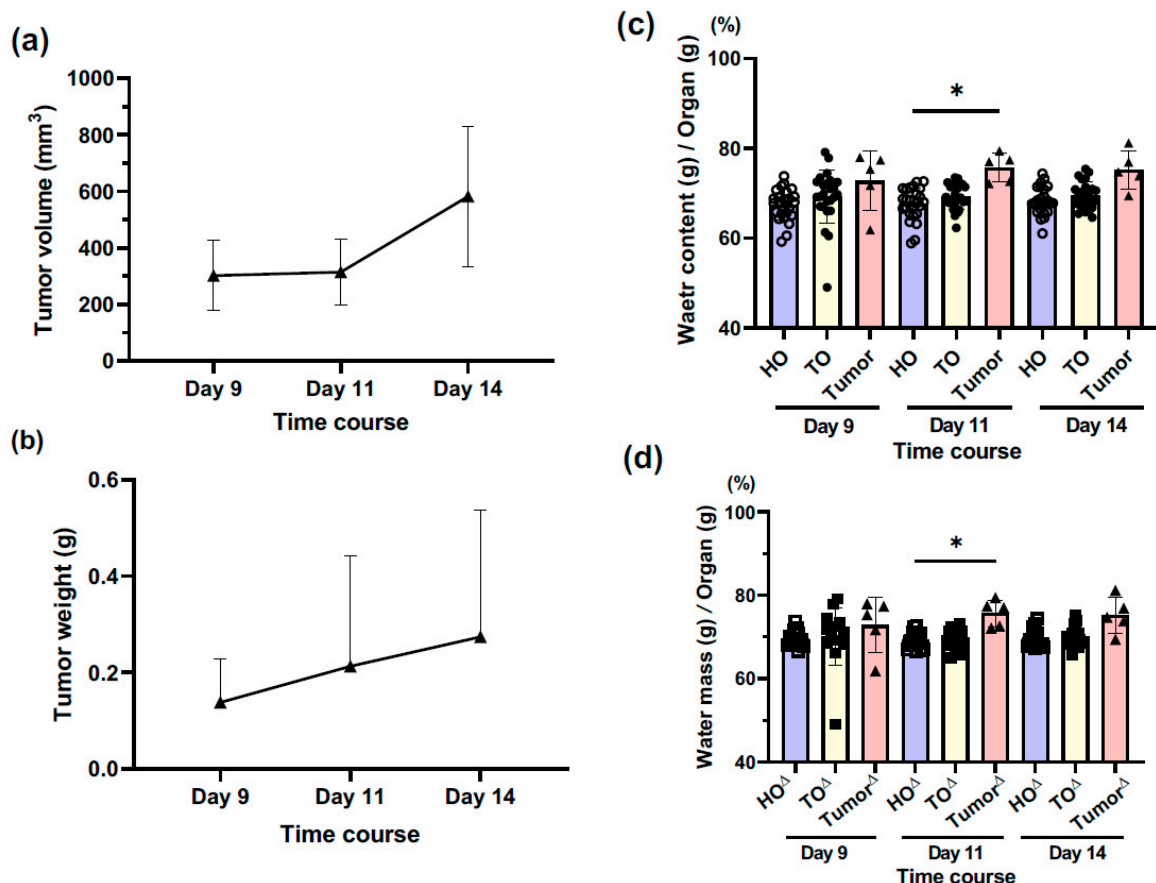 (a)
Tumor volume (mm³)
1000
800
600
400
200
0
Day 9 Day 11 Day 14
Time course
(b)
Tumor weight (g)
0.6
0.4
0.2
0.0
Day 9 Day 11 Day 14
Time course
(c)
(%)
Waetr content (g) / Organ (g)
100
80
60
40
*
HO TO Tumor HO TO Tumor HO TO Tumor
Day 9 Day 11 Day 14
Time course
(d)
(%)
Water mass (g) / Organ (g)
100
80
60
40
*
HOΔ TOΔ TumorΔ HOΔ TOΔ TumorΔ HOΔ TOΔ TumorΔ
Day 9 Day 11 Day 14
Time course